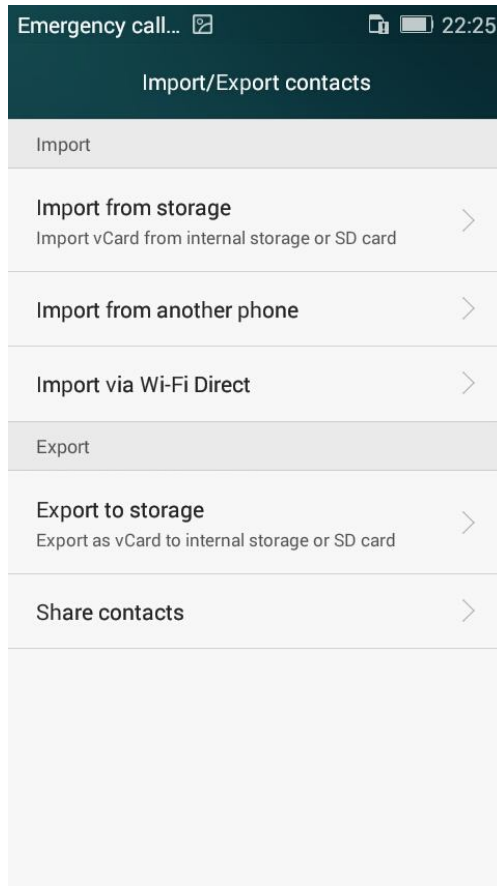 Emergency call... 22:25
Import/Export contacts
Import
Import from storage
Import vCard from internal storage or SD card
Import from another phone
Import via Wi-Fi Direct
Export
Export to storage
Export as vCard to internal storage or SD card
Share contacts